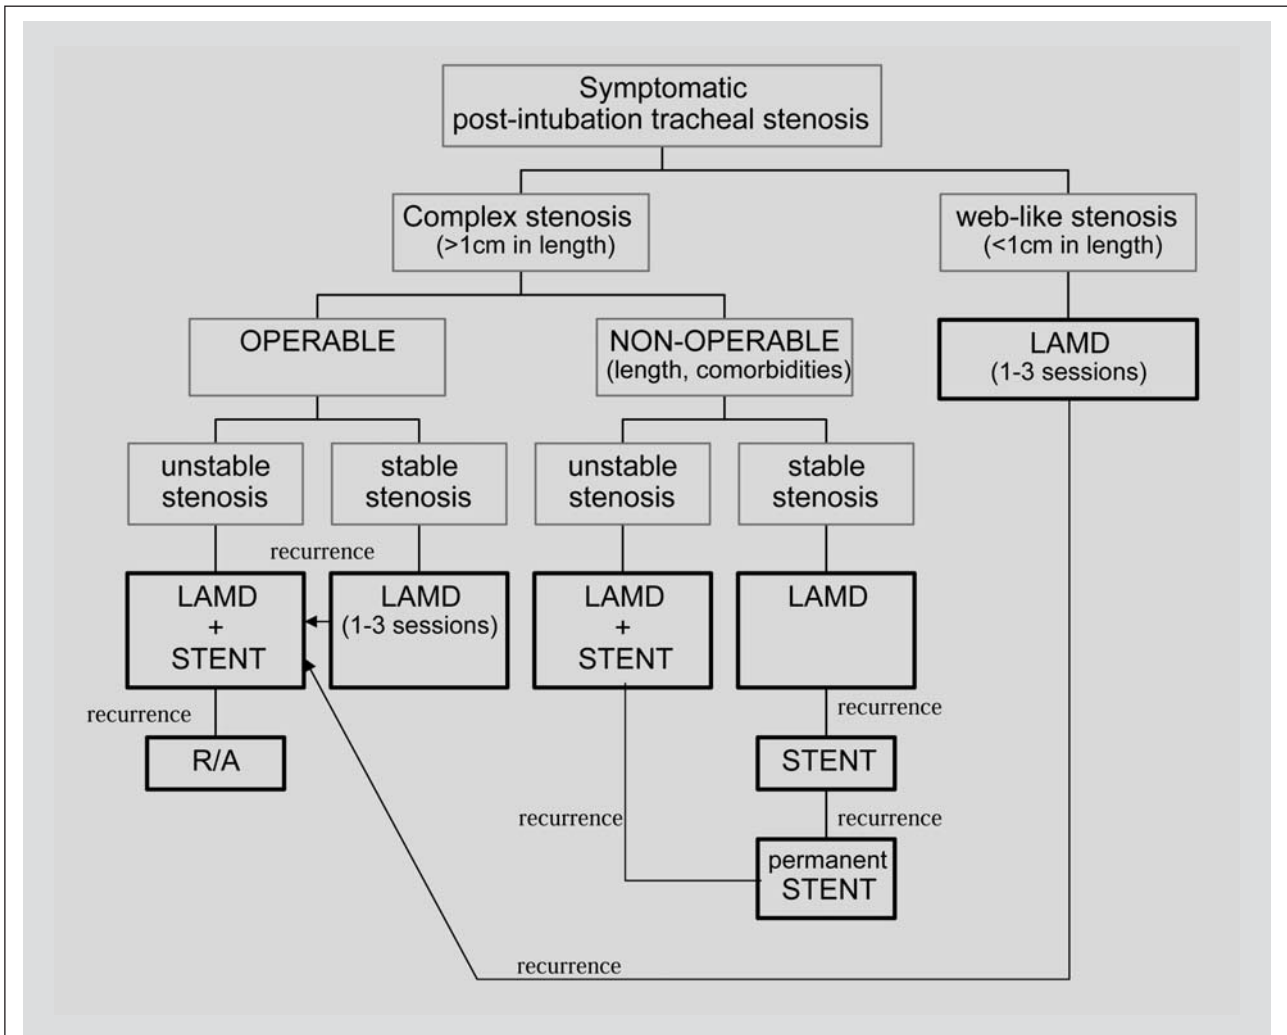 Symptomatic
post-intubation tracheal stenosis
Complex stenosis
(>1cm in length)
web-like stenosis
(<1cm in length)
OPERABLE
NON-OPERABLE
(length, comorbidities)
LAMD
(1-3 sessions)
unstable
stenosis
stable
stenosis
unstable
stenosis
stable
stenosis
recurrence
LAMD
+
STENT
LAMD
(1-3 sessions)
LAMD
+
STENT
LAMD
recurrence
recurrence
R/A
STENT
recurrence
recurrence
permanent
STENT
recurrence